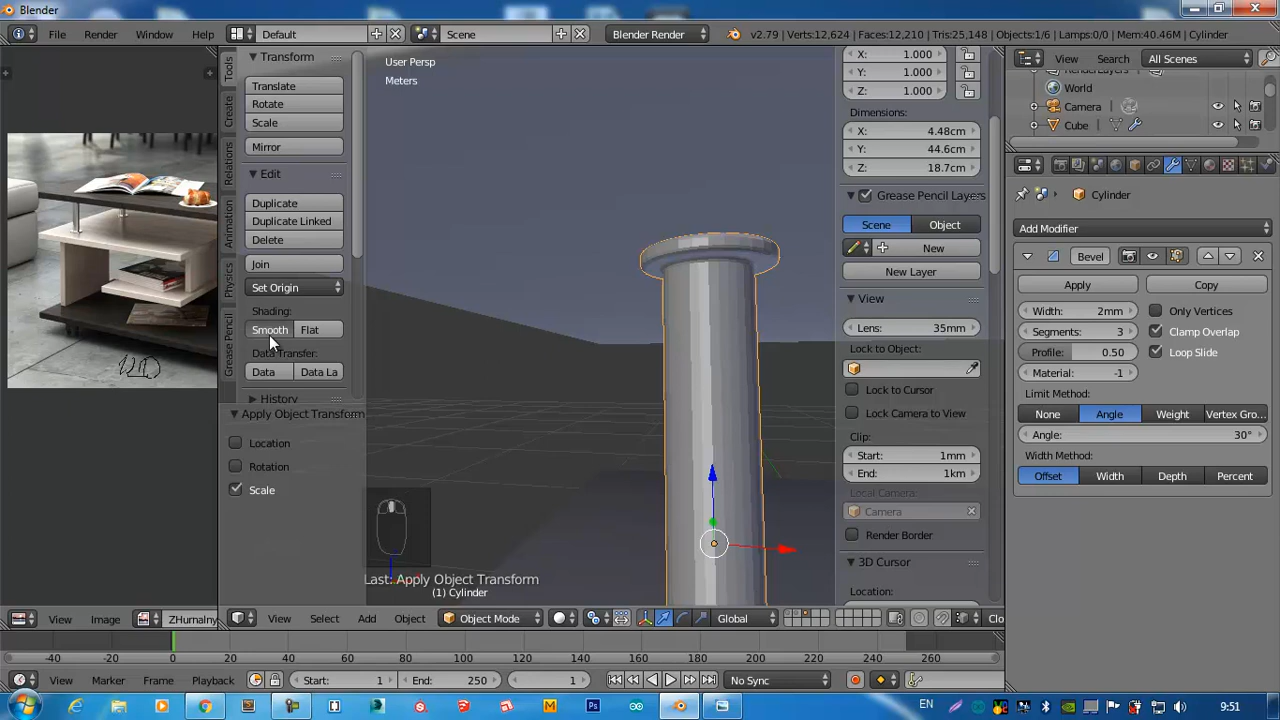 Blender
File Render Window Help Default Scene Blender Render v2.79 | Verts:12,624 | Faces:12,210 | Tris:25,148 | Objects:1/6 | Lamps:0/0 | Mem:40.46M | Cylinder
Tools
Create
Relations
Animation
Physics
Grease Pencil
Transform
Translate
Rotate
Scale
Mirror
Edit
Duplicate
Duplicate Linked
Delete
Join
Set Origin
Shading:
Smooth Flat
Data Transfer:
Data Data La
History
Apply Object Transform
Location
Rotation
Scale
User Persp
Meters
Last: Apply Object Transform
(1) Cylinder
X: 1.000
Y: 1.000
Z: 1.000
Dimensions:
X: 4.48cm
Y: 44.6cm
Z: 18.7cm
Grease Pencil Layers
Scene Object
New
New Layer
View
Lens: 35mm
Lock to Object:
Lock to Cursor
Lock Camera to View
Clip:
Start: 1mm
End: 1km
Local Camera:
Camera
Render Border
3D Cursor
Location:
View Search All Scenes
RenderLayers
World
Camera
Cube
Cylinder
Add Modifier
Bevel
Apply Copy
Width: 2mm Only Vertices
Segments: 3 Clamp Overlap
Profile: 0.50 Loop Slide
Material: -1
Limit Method:
None Angle Weight Vertex Gro...
Angle: 30°
Width Method:
Offset Width Depth Percent
View Image ZHurnalny
View Select Add Object Object Mode Global Clo
-40 -20 0 20 40 60 80 100 120 140 160 180 200 220 240 260
View Marker Frame Playback Start: 1 End: 250 1 No Sync
EN 9:51